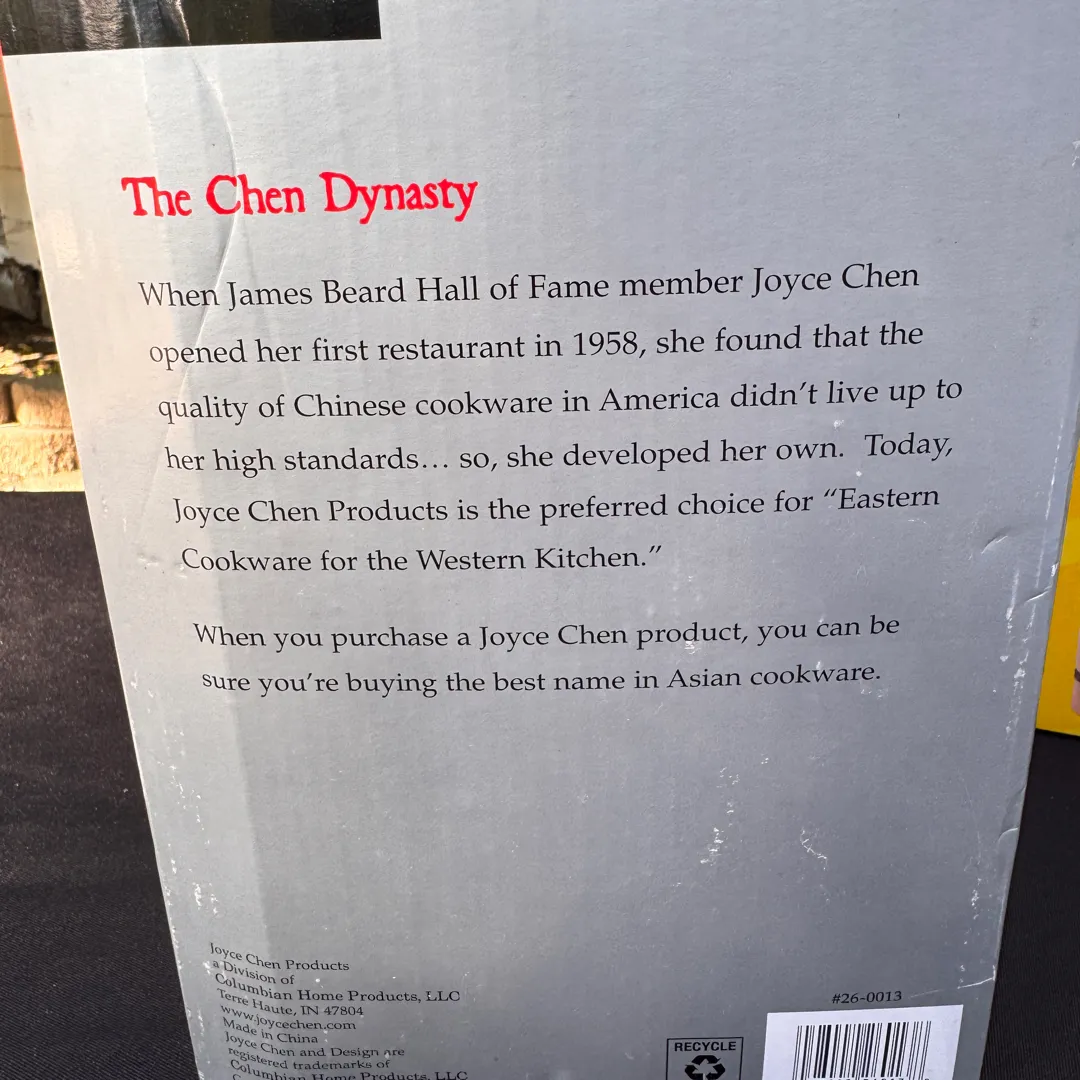 The Chen Dynasty
When James Beard Hall of Fame member Joyce Chen
opened her first restaurant in 1958, she found that the
quality of Chinese cookware in America didn't live up to
her high standards... so, she developed her own.  Today,
Joyce Chen Products is the preferred choice for “Eastern
Cookware for the Western Kitchen.”
When you purchase a Joyce Chen product, you can be
sure you're buying the best name in Asian cookware.
Joyce Chen Products
a Division of
Columbian Home Products, LLC
Terre Haute, IN 47804
www.joycechen.com
Made in China
Joyce Chen and Design are
registered trademarks of
Columbian Home Products, LLC
#26-0013
RECYCLE